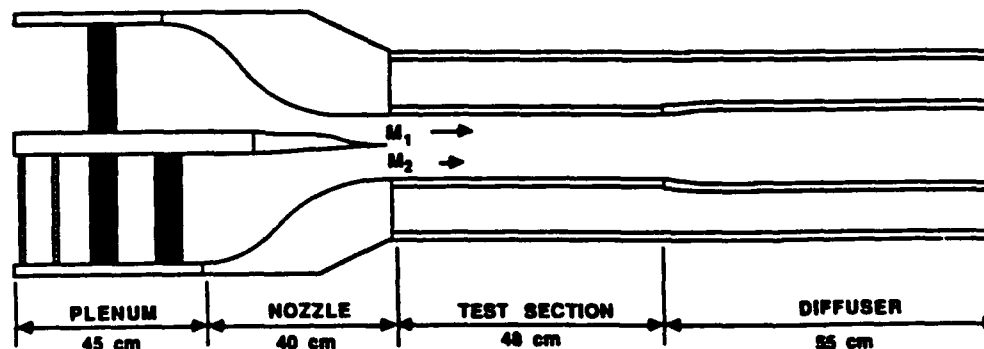 M₁
M₂
PLENUM NOZZLE TEST SECTION DIFFUSER
45 cm 40 cm 48 cm 55 cm